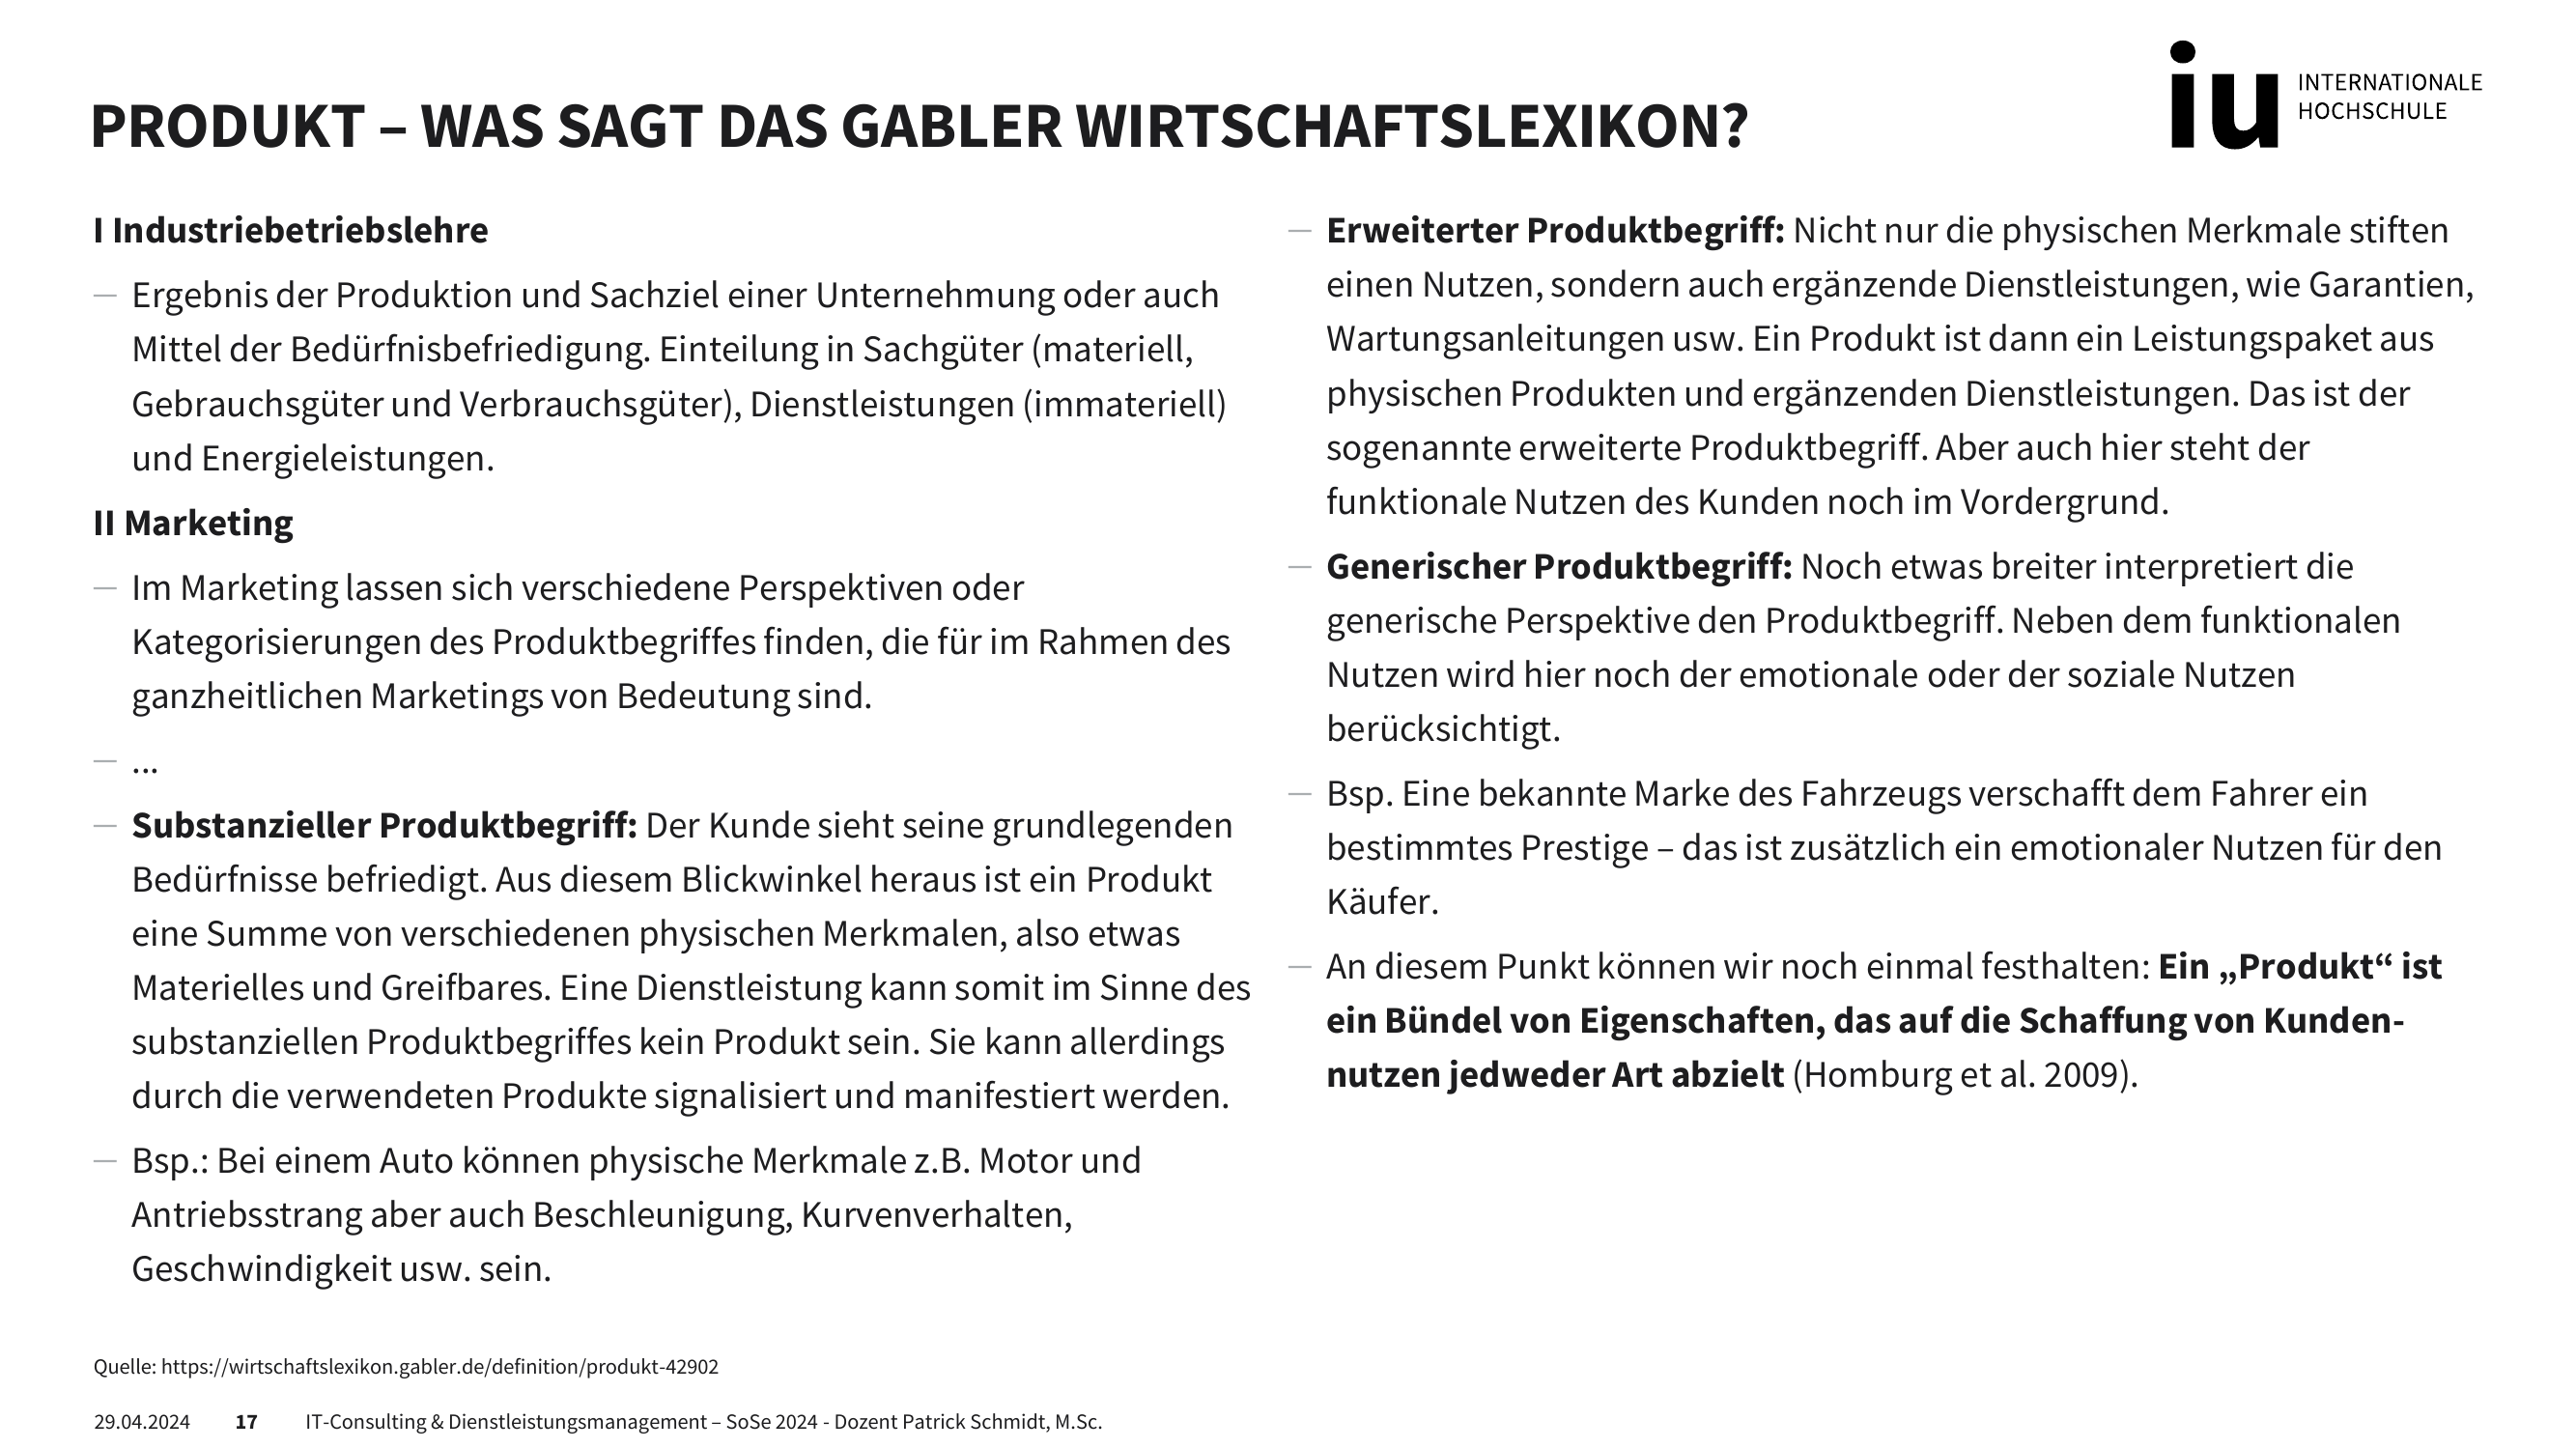 PRODUKT – WAS SAGT DAS GABLER WIRTSCHAFTSLEXIKON?
iu INTERNATIONALE
HOCHSCHULE
I Industriebetriebslehre
— Ergebnis der Produktion und Sachziel einer Unternehmung oder auch
Mittel der Bedürfnisbefriedigung. Einteilung in Sachgüter (materiell,
Gebrauchsgüter und Verbrauchsgüter), Dienstleistungen (immateriell)
und Energieleistungen.
II Marketing
— Im Marketing lassen sich verschiedene Perspektiven oder
Kategorisierungen des Produktbegriffes finden, die für im Rahmen des
ganzheitlichen Marketings von Bedeutung sind.
— ...
— Substanzieller Produktbegriff: Der Kunde sieht seine grundlegenden
Bedürfnisse befriedigt. Aus diesem Blickwinkel heraus ist ein Produkt
eine Summe von verschiedenen physischen Merkmalen, also etwas
Materielles und Greifbares. Eine Dienstleistung kann somit im Sinne des
substanziellen Produktbegriffes kein Produkt sein. Sie kann allerdings
durch die verwendeten Produkte signalisiert und manifestiert werden.
— Bsp.: Bei einem Auto können physische Merkmale z.B. Motor und
Antriebsstrang aber auch Beschleunigung, Kurvenverhalten,
Geschwindigkeit usw. sein.
— Erweiterter Produktbegriff: Nicht nur die physischen Merkmale stiften
einen Nutzen, sondern auch ergänzende Dienstleistungen, wie Garantien,
Wartungsanleitungen usw. Ein Produkt ist dann ein Leistungspaket aus
physischen Produkten und ergänzenden Dienstleistungen. Das ist der
sogenannte erweiterte Produktbegriff. Aber auch hier steht der
funktionale Nutzen des Kunden noch im Vordergrund.
— Generischer Produktbegriff: Noch etwas breiter interpretiert die
generische Perspektive den Produktbegriff. Neben dem funktionalen
Nutzen wird hier noch der emotionale oder der soziale Nutzen
berücksichtigt.
— Bsp. Eine bekannte Marke des Fahrzeugs verschafft dem Fahrer ein
bestimmtes Prestige – das ist zusätzlich ein emotionaler Nutzen für den
Käufer.
— An diesem Punkt können wir noch einmal festhalten: Ein „Produkt“ ist
ein Bündel von Eigenschaften, das auf die Schaffung von Kunden-
nutzen jedweder Art abzielt (Homburg et al. 2009).
Quelle: https://wirtschaftslexikon.gabler.de/definition/produkt-42902
29.04.2024 17 IT-Consulting & Dienstleistungsmanagement – SoSe 2024 - Dozent Patrick Schmidt, M.Sc.